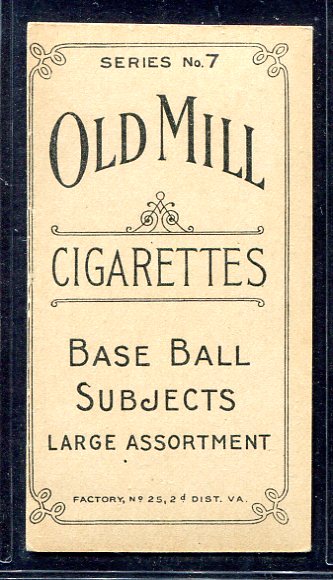 SERIES No. 7
OLD MILL
CIGARETTES
BASE BALL
SUBJECTS
LARGE ASSORTMENT
FACTORY, No 25, 2d DIST. VA.